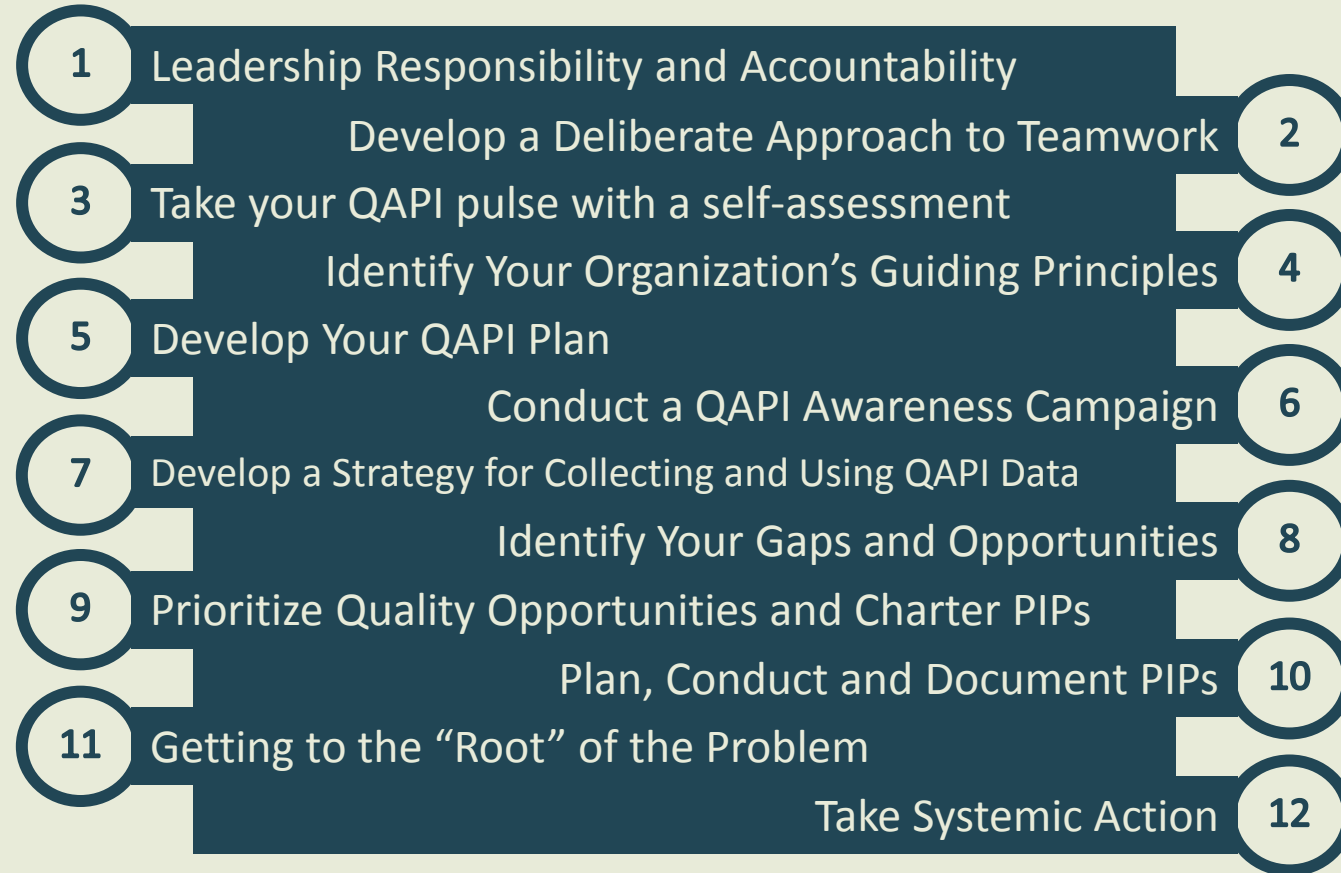 1 Leadership Responsibility and Accountability
Develop a Deliberate Approach to Teamwork 2
3 Take your QAPI pulse with a self-assessment
Identify Your Organization’s Guiding Principles 4
5 Develop Your QAPI Plan
Conduct a QAPI Awareness Campaign 6
7 Develop a Strategy for Collecting and Using QAPI Data
Identify Your Gaps and Opportunities 8
9 Prioritize Quality Opportunities and Charter PIPs
Plan, Conduct and Document PIPs 10
11 Getting to the “Root” of the Problem
Take Systemic Action 12